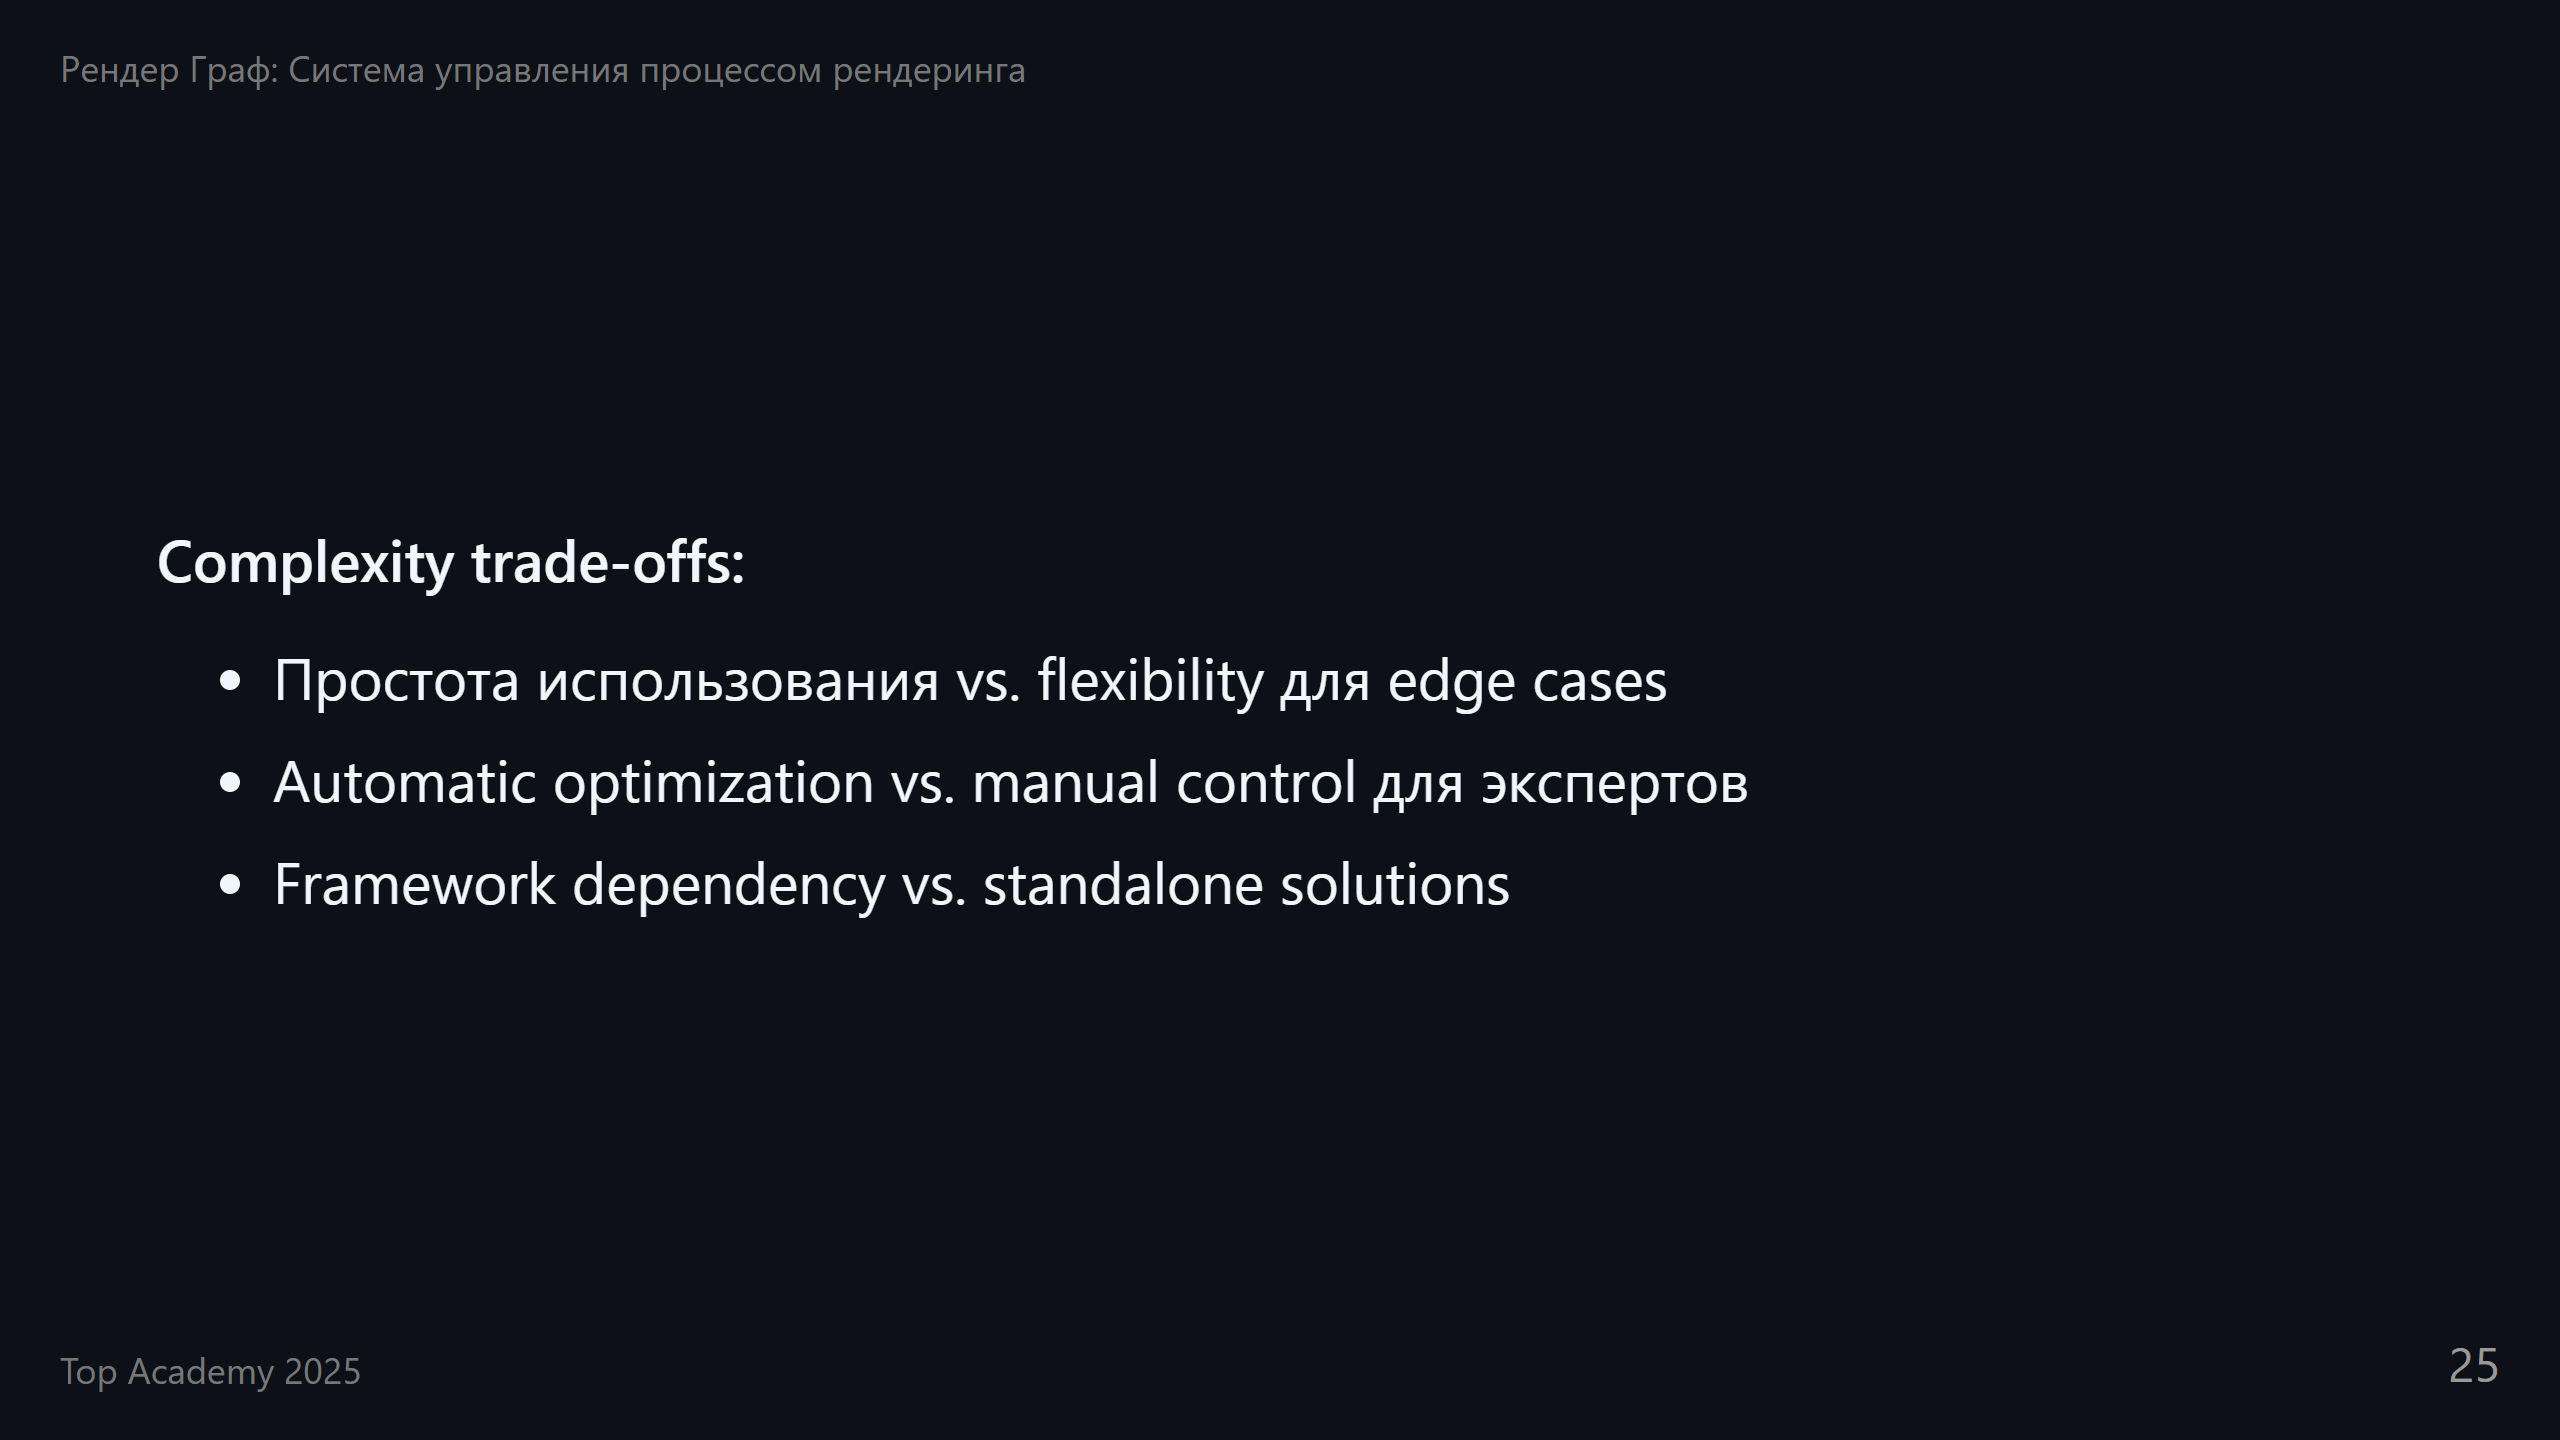 Рендер Граф: Система управления процессом рендеринга
Complexity trade-offs:
• Простота использования vs. flexibility для edge cases
• Automatic optimization vs. manual control для экспертов
• Framework dependency vs. standalone solutions
Top Academy 2025
25